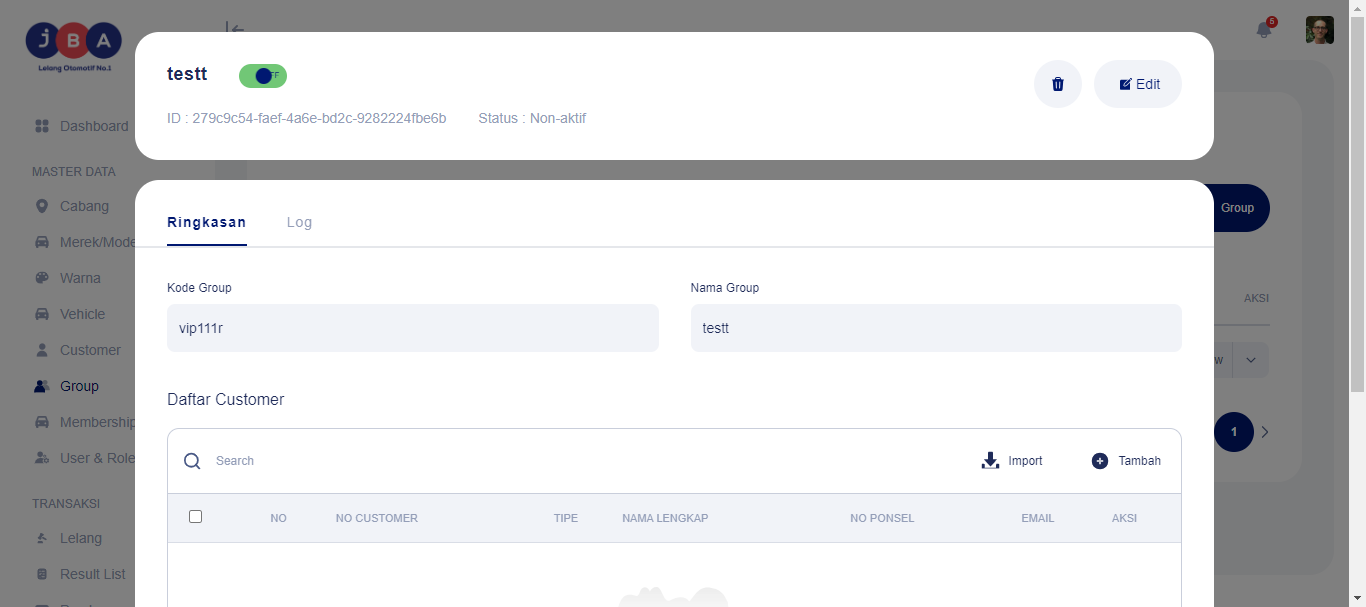 JBA
Lelang Otomotif No.1
5
testt
Edit
ID : 279c9c54-faef-4a6e-bd2c-9282224fbe6b
Status : Non-aktif
Dashboard
MASTER DATA
Cabang
Merek/Mode
Warna
Vehicle
Customer
Group
Membership
User & Role
TRANSAKSI
Lelang
Result List
Group
AKSI
w
1
Ringkasan
Log
Kode Group
Nama Group
vip111r
testt
Daftar Customer
Search
Import
Tambah
NO
NO CUSTOMER
TIPE
NAMA LENGKAP
NO PONSEL
EMAIL
AKSI